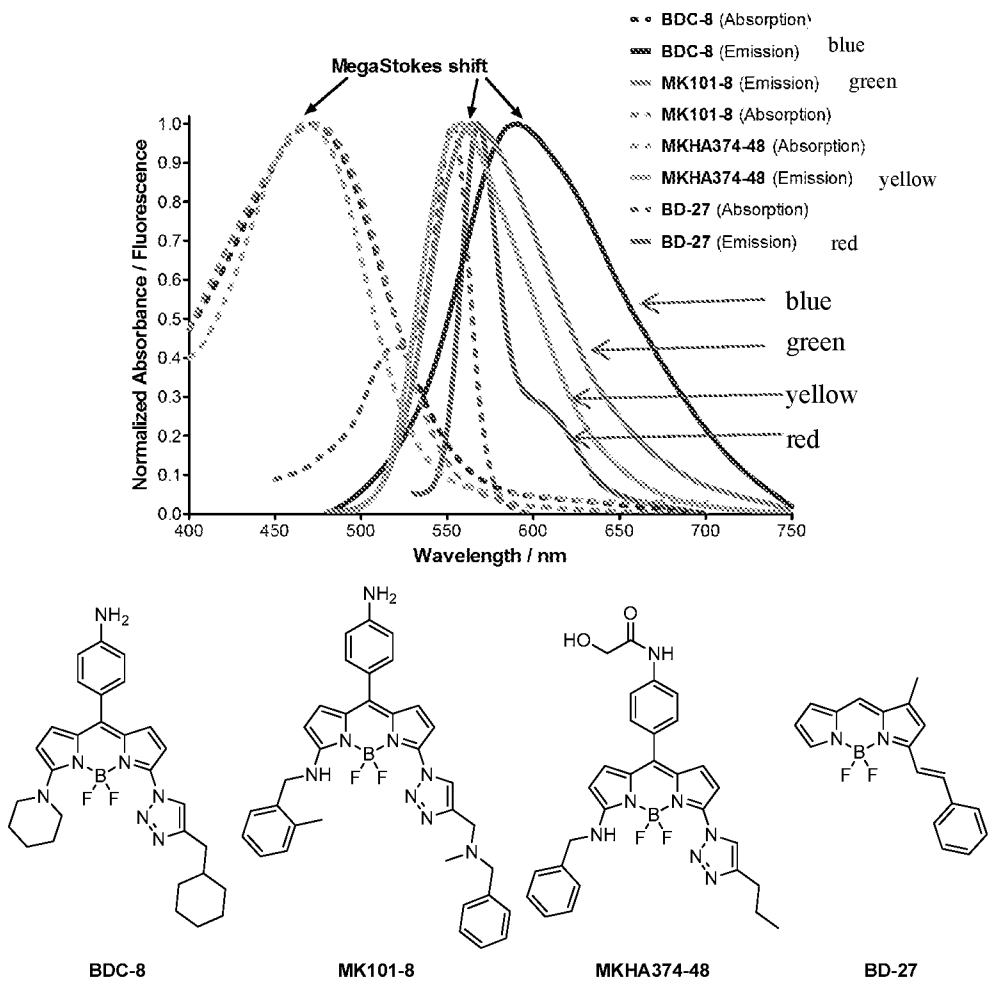 BDC-8 (Absorption)
BDC-8 (Emission) blue
MK101-8 (Emission) green
MK101-8 (Absorption)
MKHA374-48 (Absorption)
MKHA374-48 (Emission) yellow
BD-27 (Absorption)
BD-27 (Emission) red
MegaStokes shift
Normalized Absorbance / Fluorescence
1.0
0.9
0.8
0.7
0.6
0.5
0.4
0.3
0.2
0.1
0.0
blue
green
yellow
red
400 450 500 550 600 650 700 750
Wavelength / nm
NH2
N N
B
F F
N
N
N
N
BDC-8
NH2
N N
B
F F
NH
N
N
N
N
MK101-8
O
HO
NH
N N
B
F F
NH
N
N
N
MKHA374-48
N N
B
F F
BD-27